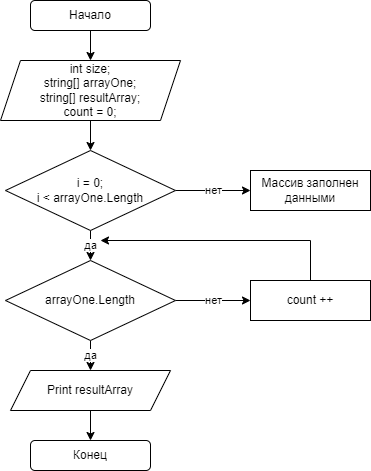 Начало
int size;
string[] arrayOne;
string[] resultArray;
count = 0;
i = 0;
i < arrayOne.Length
нет
Массив заполнен
данными
да
arrayOne.Length
нет
count ++
да
Print resultArray
Конец